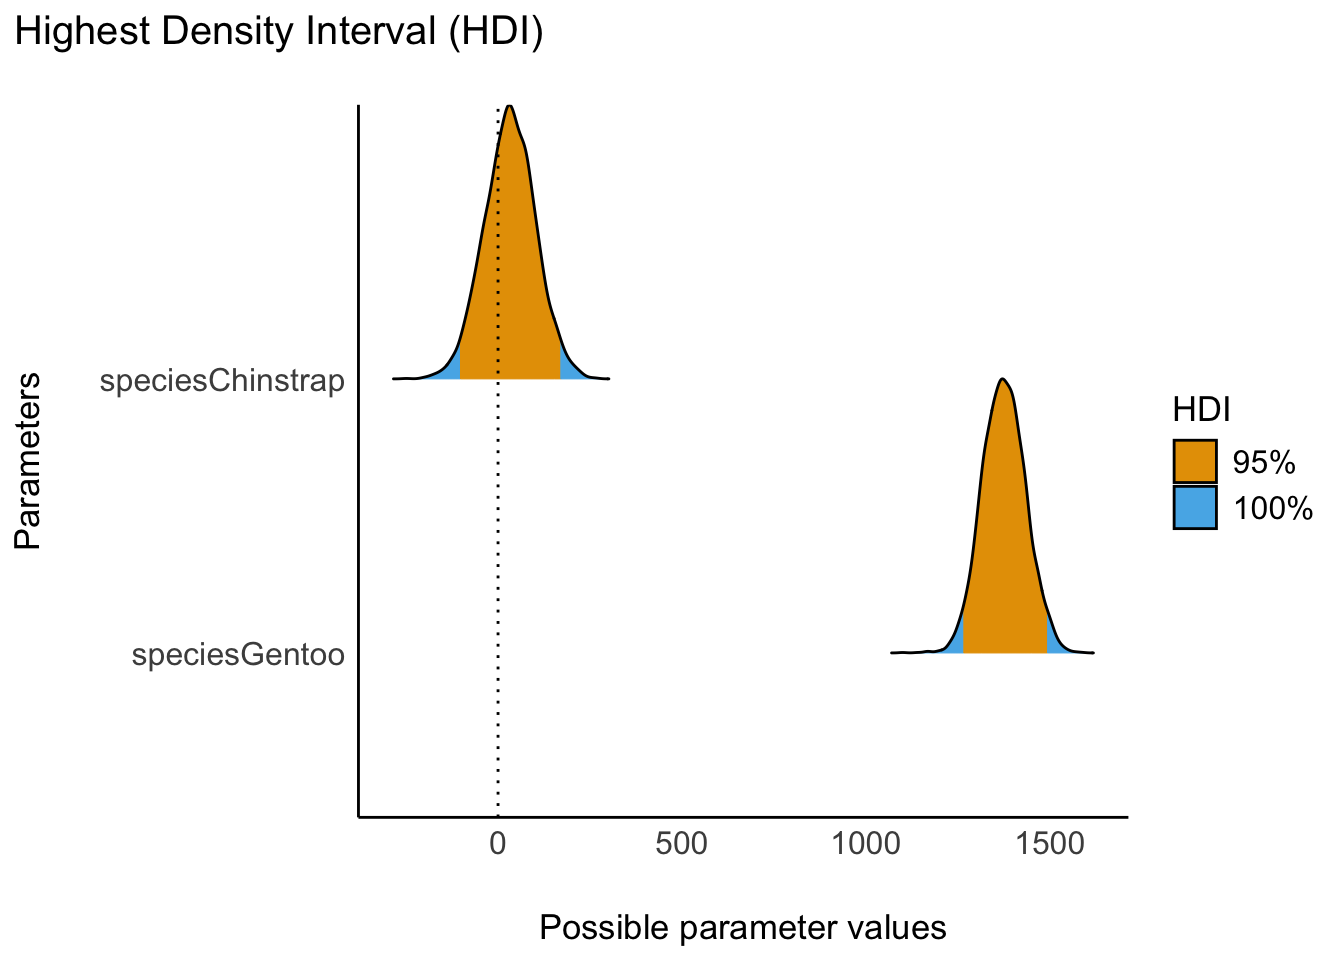 Highest Density Interval (HDI)
Parameters
speciesChinstrap
speciesGentoo
0 500 1000 1500
Possible parameter values
HDI
95%
100%